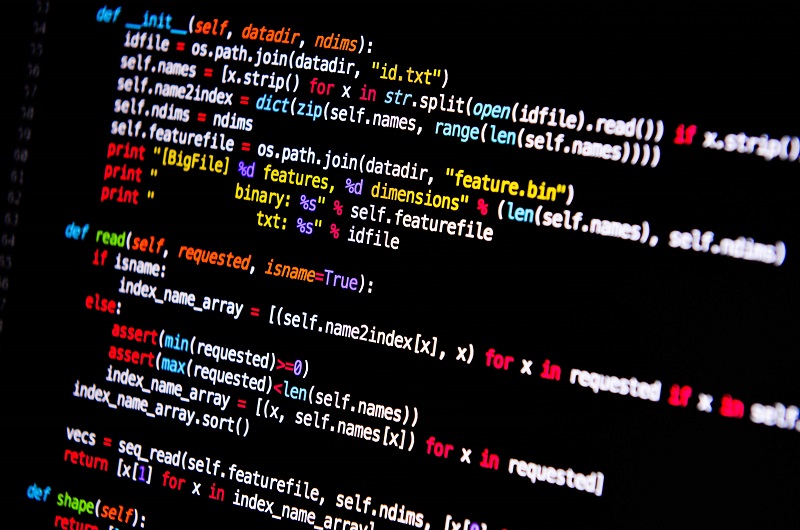 def __init__(self, datadir, ndims):
idfile = os.path.join(datadir, "id.txt")
self.names = [x.strip() for x in str.split(open(idfile).read()) if x.strip()
self.name2index = dict(zip(self.names, range(len(self.names))))
self.ndims = ndims
self.featurefile = os.path.join(datadir, "feature.bin")
print "[BigFile] %d features, %d dimensions" % (len(self.names), self.ndims)
print " binary: %s" % self.featurefile
print " txt: %s" % idfile
def read(self, requested, isname=True):
if isname:
index_name_array = [(self.name2index[x], x) for x in requested if x in self.
else:
assert(min(requested)>=0)
assert(max(requested)<len(self.names))
index_name_array = [(x, self.names[x]) for x in requested]
index_name_array.sort()
vecs = seq_read(self.featurefile, self.ndims, [x[0]
return [x[1] for x in index_name_array]
def shape(self):
return